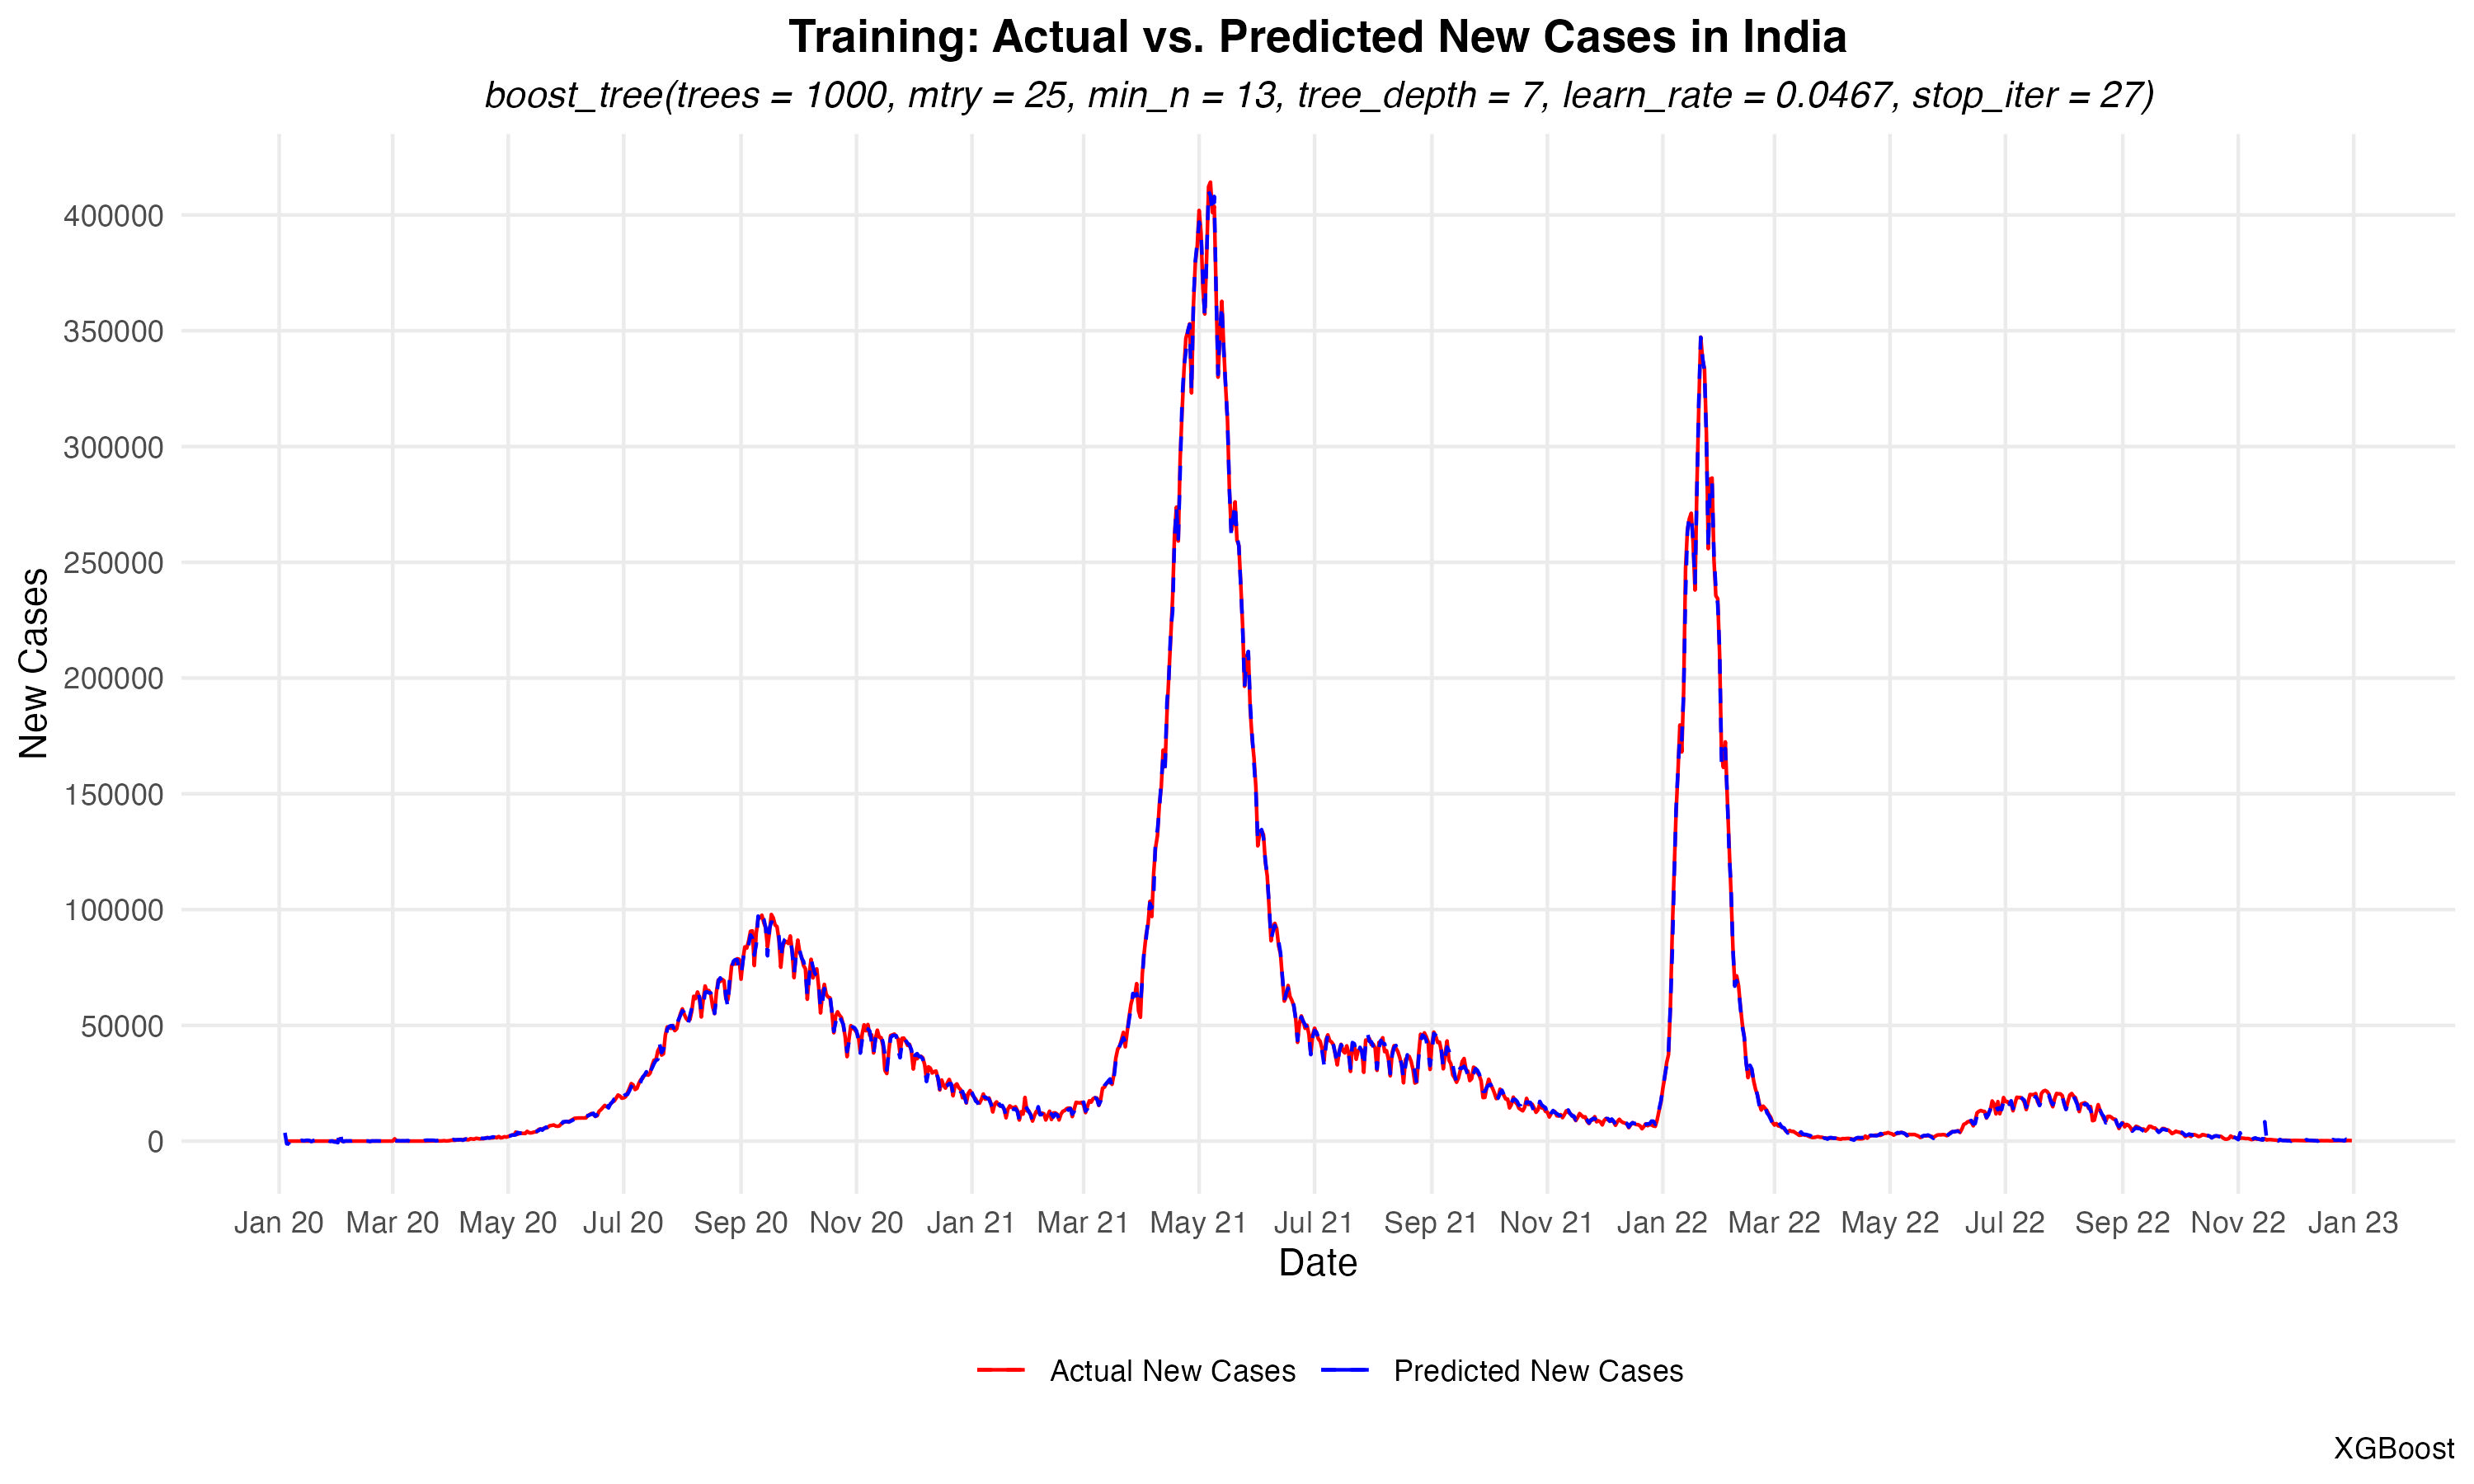 Training: Actual vs. Predicted New Cases in India
boost_tree(trees = 1000, mtry = 25, min_n = 13, tree_depth = 7, learn_rate = 0.0467, stop_iter = 27)
New Cases
400000
350000
300000
250000
200000
150000
100000
50000
0
Jan 20 Mar 20 May 20 Jul 20 Sep 20 Nov 20 Jan 21 Mar 21 May 21 Jul 21 Sep 21 Nov 21 Jan 22 Mar 22 May 22 Jul 22 Sep 22 Nov 22 Jan 23
Date
Actual New Cases Predicted New Cases
XGBoost